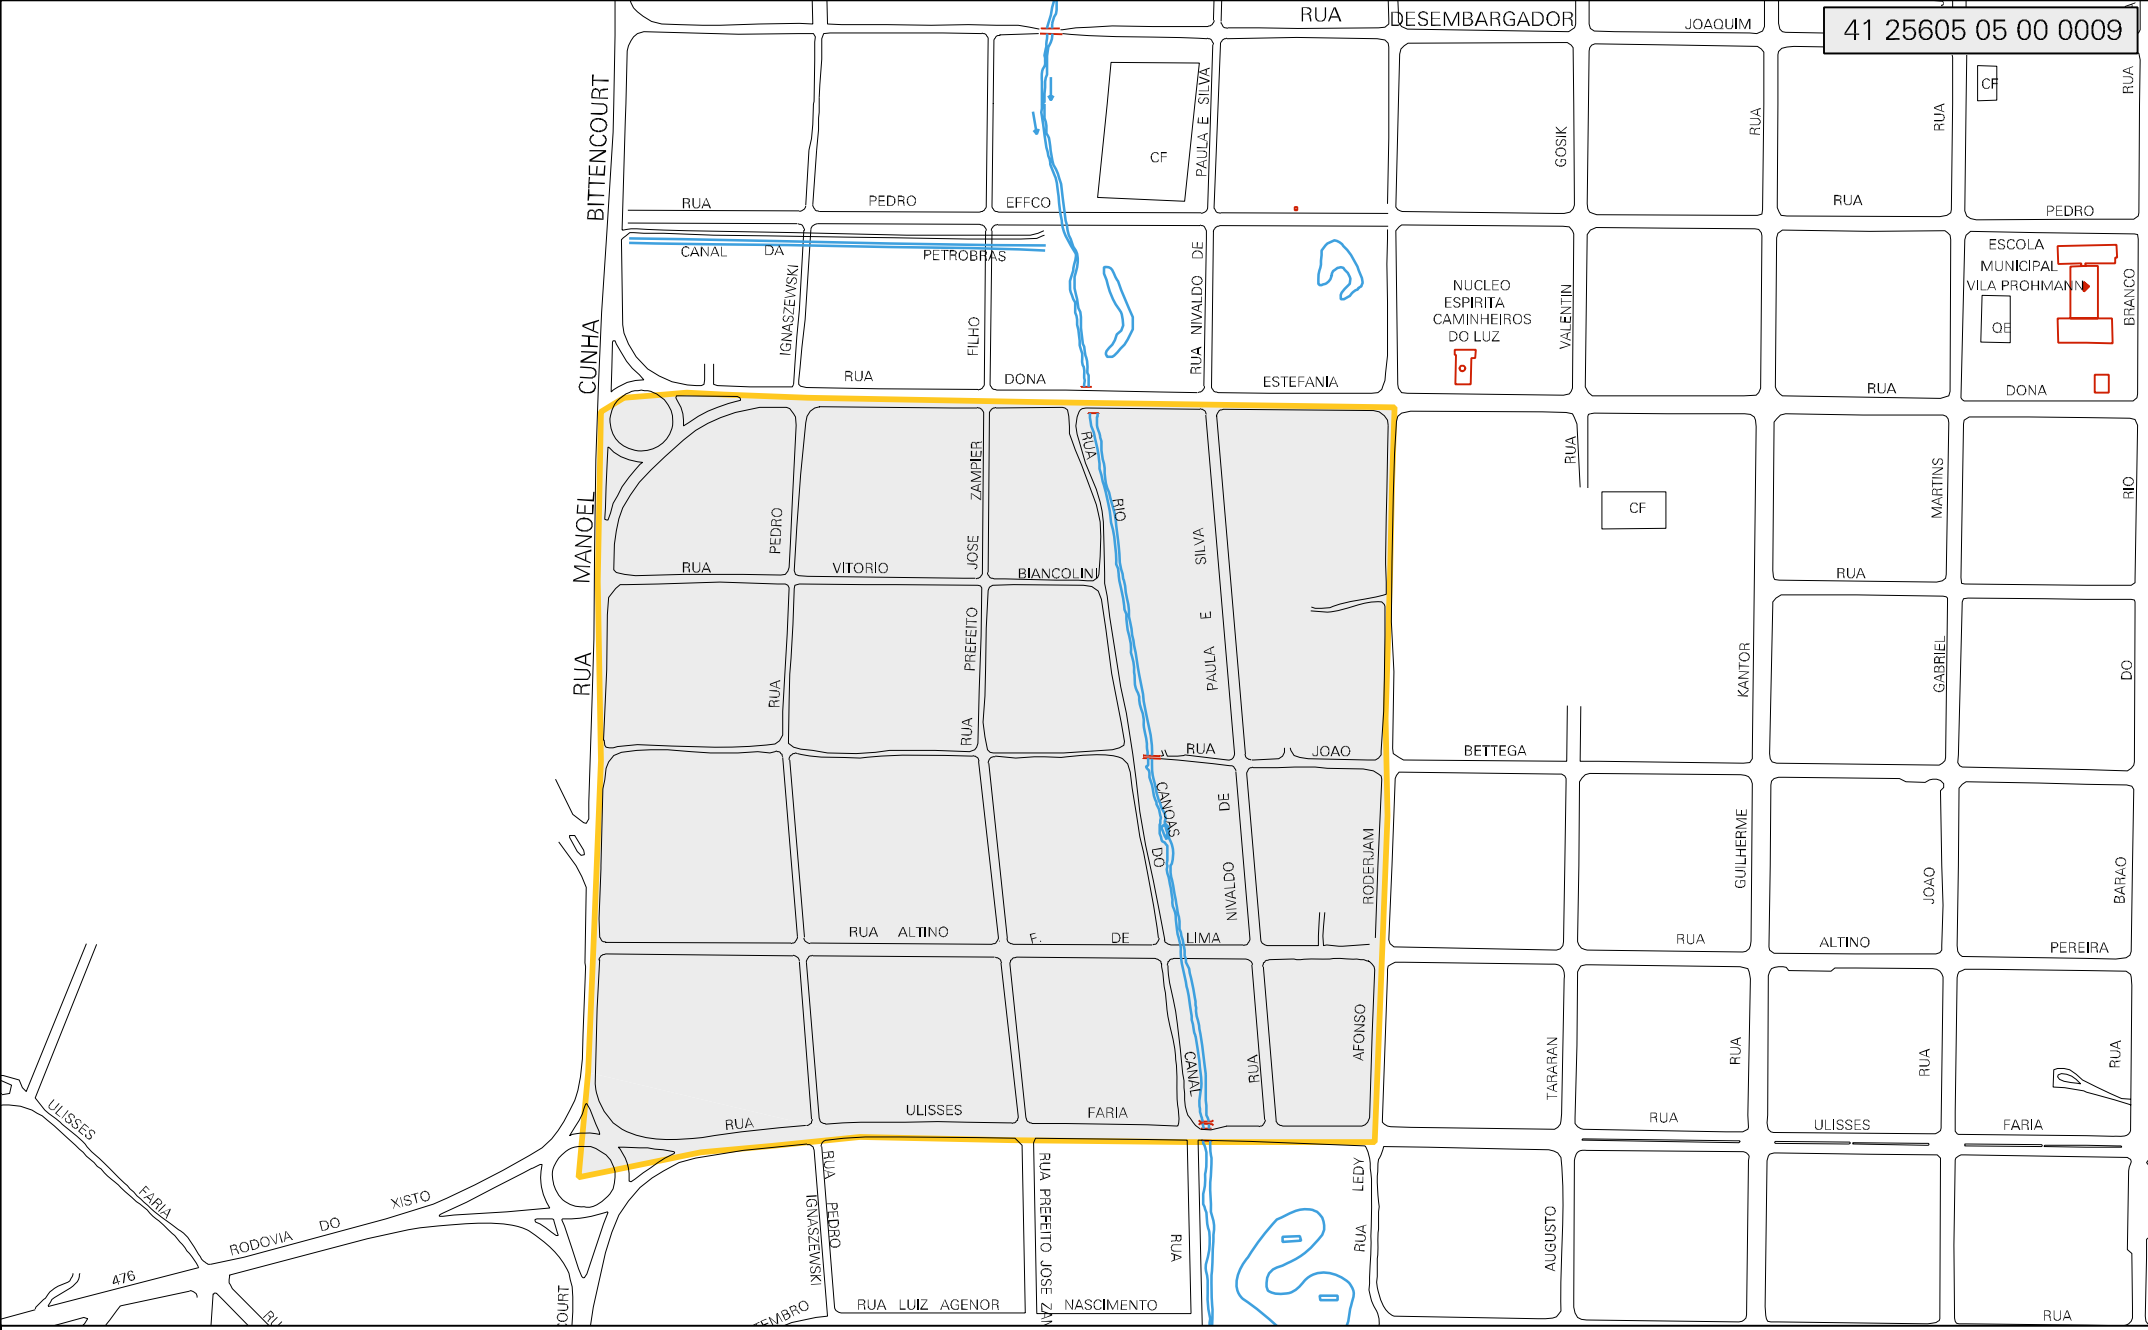 RUA DESEMBARGADOR JOAQUIM
41 25605 05 00 0009
RUA MANOEL CUNHA BITTENCOURT
CF
PAULA E SILVA
GOSIK
RUA
RUA
CF
RUA
RUA PEDRO EFFCO
RUA
PEDRO
CANAL DA PETROBRAS
IGNASZEWSKI
FILHO
RUA NIVALDO DE
NUCLEO
ESPIRITA
CAMINHEIROS
DO LUZ
VALENTIN
ESCOLA
MUNICIPAL
VILA PROHMANN
QE
BRANCO
RUA DONA ESTEFANIA
RUA DONA
RUA PEDRO
RUA PREFEITO JOSE ZAMPIER
RUA
RIO
SILVA
PAULA E
RUA
CF
MARTINS
RIO
RUA VITORIO BIANCOLINI
RUA
KANTOR
GABRIEL
DO
RUA JOAO BETTEGA
CANOAS
DO
DE
NIVALDO
RODERJAM
GUILHERME
JOAO
BARAO
RUA ALTINO F. DE LIMA
RUA ALTINO PEREIRA
CANAL
RUA
AFONSO
TARARAN
RUA
RUA
RUA
RUA ULISSES FARIA
RUA ULISSES FARIA
ULISSES
FARIA
RODOVIA DO XISTO
476
RUA PEDRO
IGNASZEWSKI
RUA PREFEITO JOSE ZAM
RUA
RUA LEDY
AUGUSTO
RUA LUIZ AGENOR NASCIMENTO
COURT
TEMBRO
RU
RUA